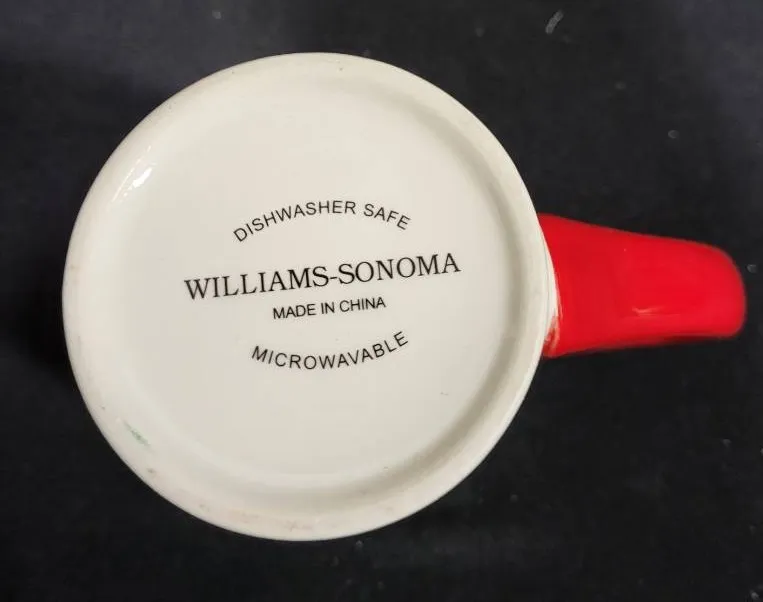 DISHWASHER SAFE
WILLIAMS-SONOMA
MADE IN CHINA
MICROWAVABLE